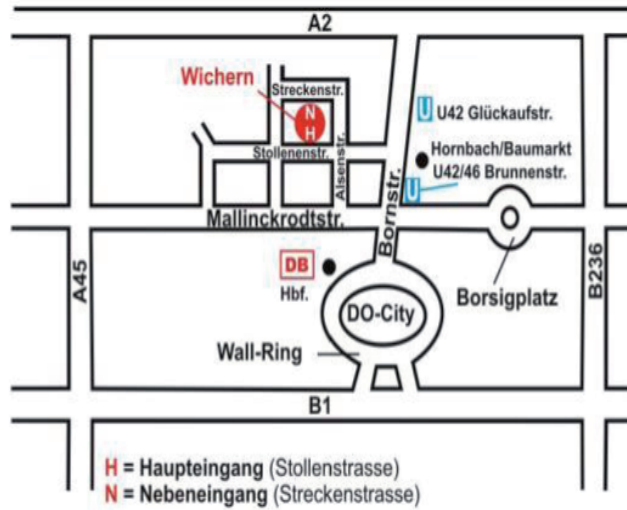 A2
Wichern
Streckenstr.
N
H
Stollenenstr.
Alsenstr.
U U42 Glückaufstr.
Hornbach/Baumarkt
U42/46 Brunnenstr.
U
Bornstr.
Mallinckrodtstr.
A45
DB
Hbf.
DO-City
Borsigplatz
B236
Wall-Ring
B1
H = Haupteingang (Stollenstrasse)
N = Nebeneingang (Streckenstrasse)